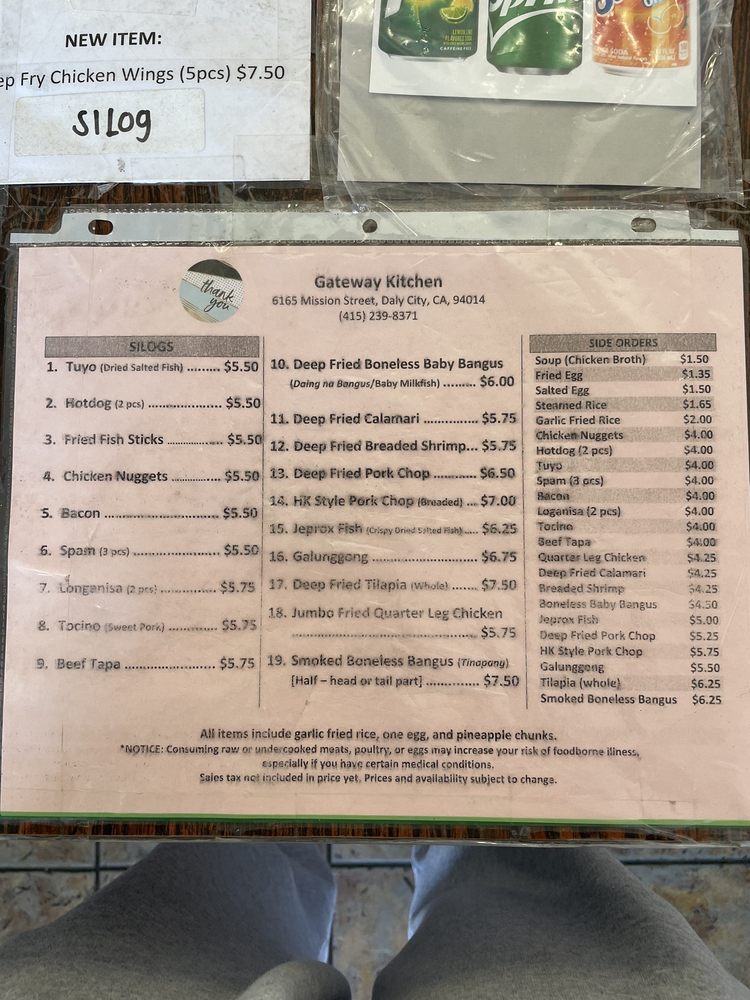 NEW ITEM:
ep Fry Chicken Wings (5pcs) $7.50
SILOg
LEMON LIME
FLAVORED SODA
CAFFEINE FREE
thank
you
Gateway Kitchen
6165 Mission Street, Daly City, CA, 94014
(415) 239-8371
SILOGS
1. Tuyo (Dried Salted Fish) ......... $5.50
2. Hotdog (2 pcs) .................... $5.50
3. Fried Fish Sticks ............... $5.50
4. Chicken Nuggets ............. $5.50
5. Bacon ............................... $5.50
6. Spam (3 pcs) ..................... $5.50
7. Longanisa (2 pcs) ............... $5.75
8. Tocino (Sweet Pork) ............. $5.75
9. Beef Tapa ........................ $5.75
10. Deep Fried Boneless Baby Bangus
(Daing na Bangus/Baby Milkfish) ........ $6.00
11. Deep Fried Calamari ............... $5.75
12. Deep Fried Breaded Shrimp... $5.75
13. Deep Fried Pork Chop ........... $6.50
14. HK Style Pork Chop (Breaded) ... $7.00
15. Jeprox Fish (Crispy Dried Salted Fish) ..... $6.25
16. Galunggong .......................... $6.75
17. Deep Fried Tilapia (Whole) ...... $7.50
18. Jumbo Fried Quarter Leg Chicken
................................................ $5.75
19. Smoked Boneless Bangus (Tinapang)
[Half – head or tail part] .............. $7.50
SIDE ORDERS
Soup (Chicken Broth) $1.50
Fried Egg $1.35
Salted Egg $1.50
Steamed Rice $1.65
Garlic Fried Rice $2.00
Chicken Nuggets $4.00
Hotdog (2 pcs) $4.00
Tuyo $4.00
Spam (3 pcs) $4.00
Bacon $4.00
Loganisa (2 pcs) $4.00
Tocino $4.00
Beef Tapa $4.00
Quarter Leg Chicken $4.25
Deep Fried Calamari $4.25
Breaded Shrimp $4.25
Boneless Baby Bangus $4.50
Jeprox Fish $5.00
Deep Fried Pork Chop $5.25
HK Style Pork Chop $5.75
Galunggong $5.50
Tilapia (whole) $6.25
Smoked Boneless Bangus $6.25
All items include garlic fried rice, one egg, and pineapple chunks.
*NOTICE: Consuming raw or undercooked meats, poultry, or eggs may increase your risk of foodborne illness,
especially if you have certain medical conditions.
Sales tax not included in price yet. Prices and availability subject to change.